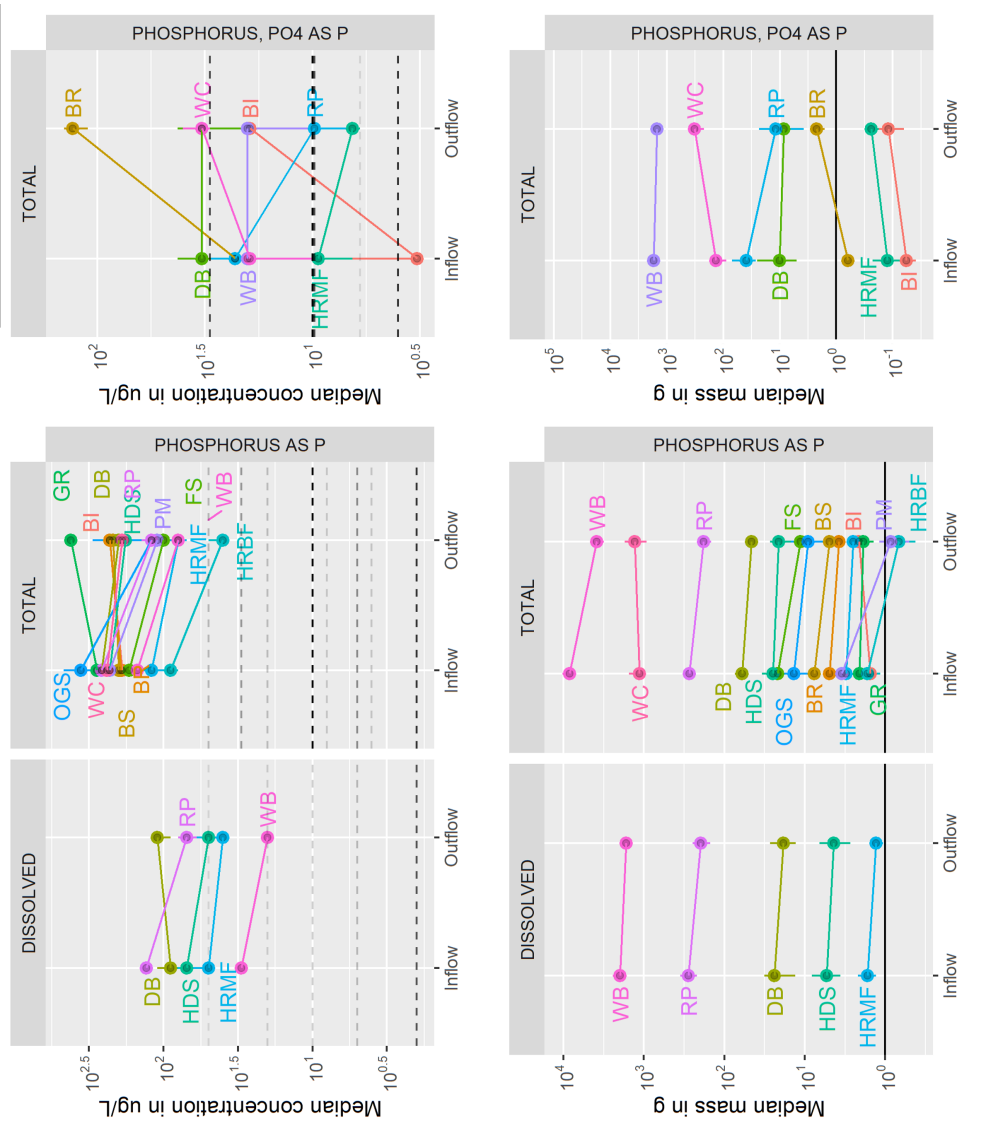 PHOSPHORUS, PO4 AS P
TOTAL
BR
WC
BI
RP
DB
WB
HRMF
Outflow
Inflow
10^2
10^1.5
10^1
10^0.5
Median concentration in ug/L
PHOSPHORUS, PO4 AS P
TOTAL
WC
RP
BR
WB
DB
HRMF
BI
Outflow
Inflow
10^5
10^4
10^3
10^2
10^1
10^0
10^-1
Median mass in g
PHOSPHORUS AS P
TOTAL
GR
BI
DB
HDS
RP
PM
FS
WB
HRMF
HRBF
OGS
WC
BS
Outflow
Inflow
DISSOLVED
RP
WB
DB
HDS
HRMF
Outflow
Inflow
10^2.5
10^2
10^1.5
10^1
10^0.5
Median concentration in ug/L
PHOSPHORUS AS P
TOTAL
WB
RP
FS
BS
BI
PM
HRBF
WC
DB
HDS
OGS
BR
HRMF
GR
Outflow
Inflow
DISSOLVED
WB
RP
DB
HDS
HRMF
Outflow
Inflow
10^4
10^3
10^2
10^1
10^0
Median mass in g